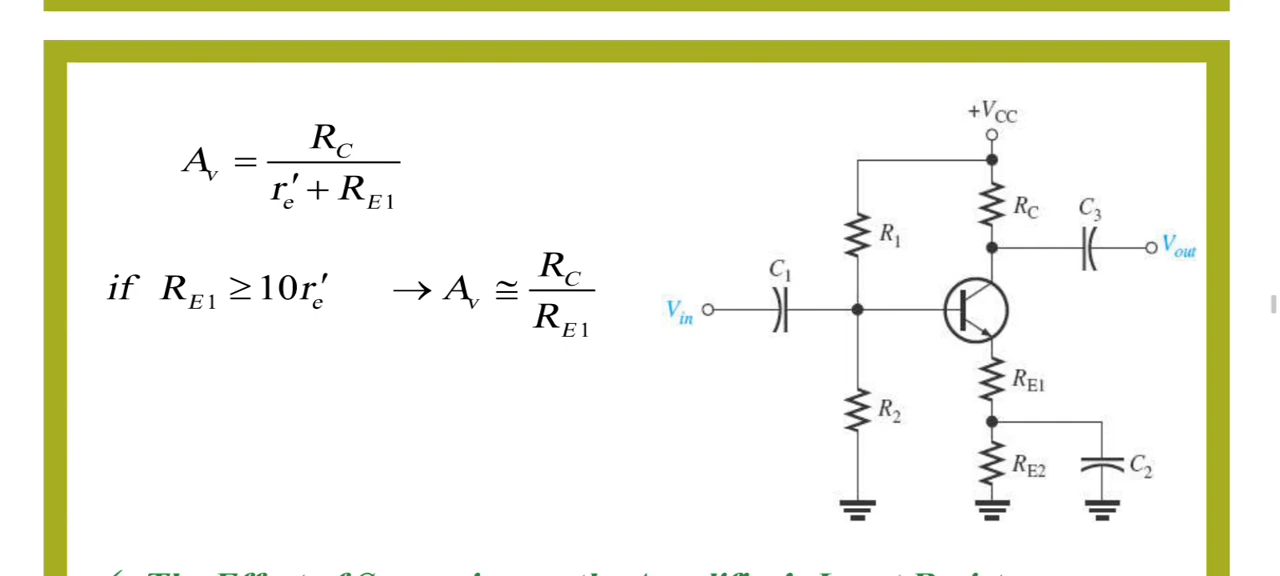 A_v = R_C / (r′_e + R_E1)
if R_E1 ≥ 10r′_e → A_v ≅ R_C / R_E1
+V_CC
R_C
C_3
V_out
R_1
C_1
V_in
R_E1
R_2
R_E2
C_2